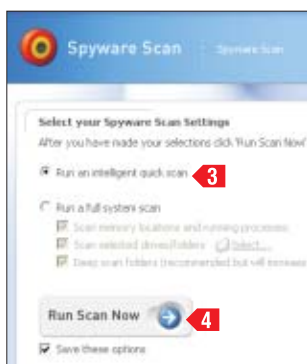 Spyware Scan
Spyware Scan
Select your Spyware Scan Settings
After you have made your selections click 'Run Scan Now'
Run an intelligent quick scan
3
Run a full system scan
Scan memory locations and running processes
Scan selected drives/folders Select...
Deep scan folders (recommended but will increase
Run Scan Now
4
Save these options